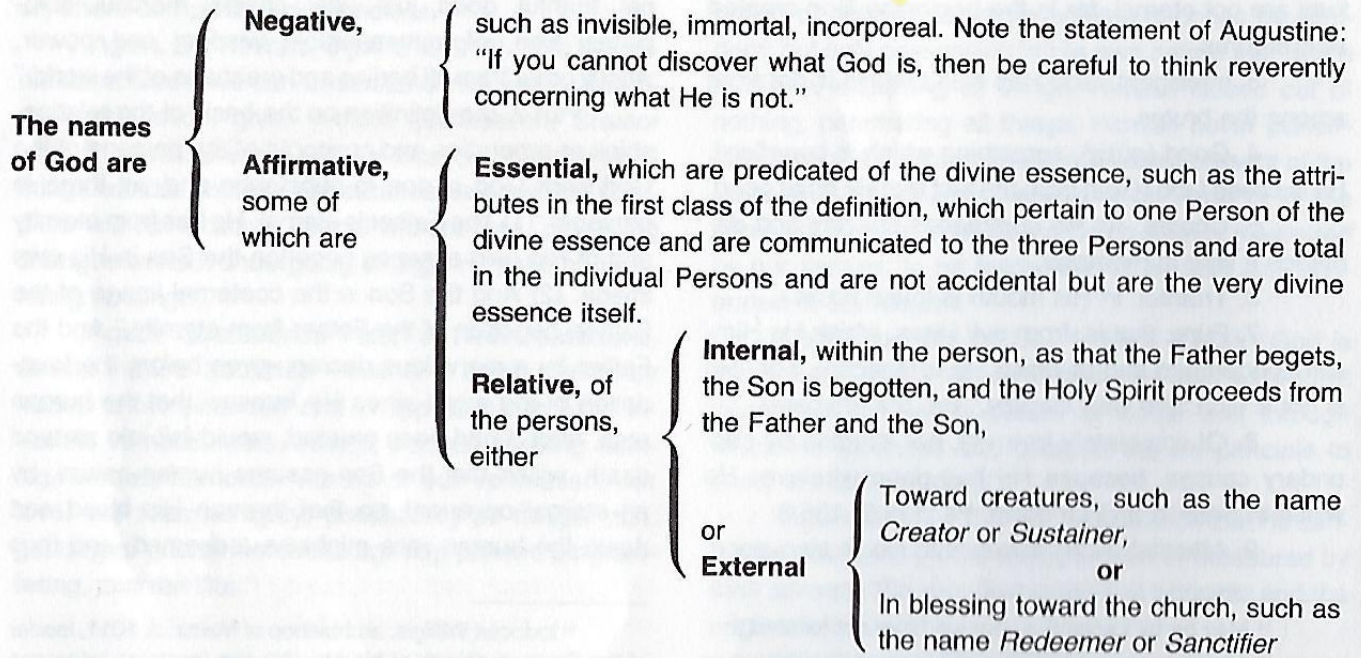 Negative,
such as invisible, immortal, incorporeal. Note the statement of Augustine:
"If you cannot discover what God is, then be careful to think reverently
concerning what He is not."
The names
of God are
Affirmative,
some of
which are
Essential, which are predicated of the divine essence, such as the attri-
butes in the first class of the definition, which pertain to one Person of the
divine essence and are communicated to the three Persons and are total
in the individual Persons and are not accidental but are the very divine
essence itself.
Relative, of
the persons,
either
Internal, within the person, as that the Father begets,
the Son is begotten, and the Holy Spirit proceeds from
the Father and the Son,
or
External
Toward creatures, such as the name
Creator or Sustainer,
or
In blessing toward the church, such as
the name Redeemer or Sanctifier